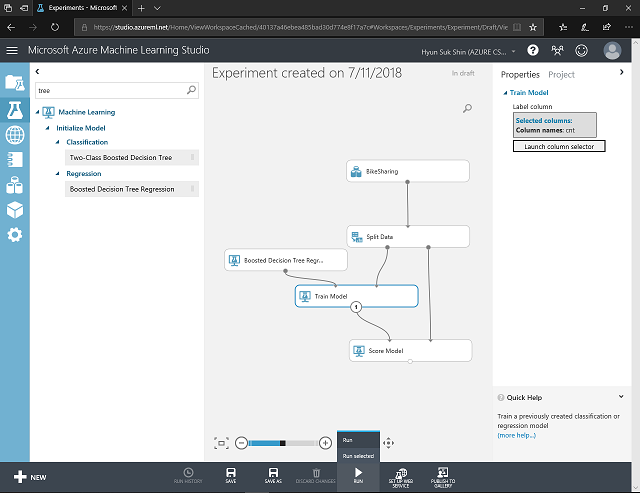 Experiments - Microsoft
https://studio.azureml.net/Home/ViewWorkspaceCached/40137a46ebea485bad30d774e8f17a7c#Workspaces/Experiments/Experiment/Draft/Vie
Microsoft Azure Machine Learning Studio
Hyun Suk Shin (AZURE CS...
tree
Machine Learning
Initialize Model
Classification
Two-Class Boosted Decision Tree
Regression
Boosted Decision Tree Regression
Experiment created on 7/11/2018
In draft
BikeSharing
Split Data
Boosted Decision Tree Regr...
Train Model
1
Score Model
Properties
Project
Train Model
Label column
Selected columns:
Column names: cnt
Launch column selector
Quick Help
Train a previously created classification or
regression model
(more help...)
Run
Run selected
NEW
RUN HISTORY
SAVE
SAVE AS
DISCARD CHANGES
RUN
SET UP WEB
SERVICE
PUBLISH TO
GALLERY